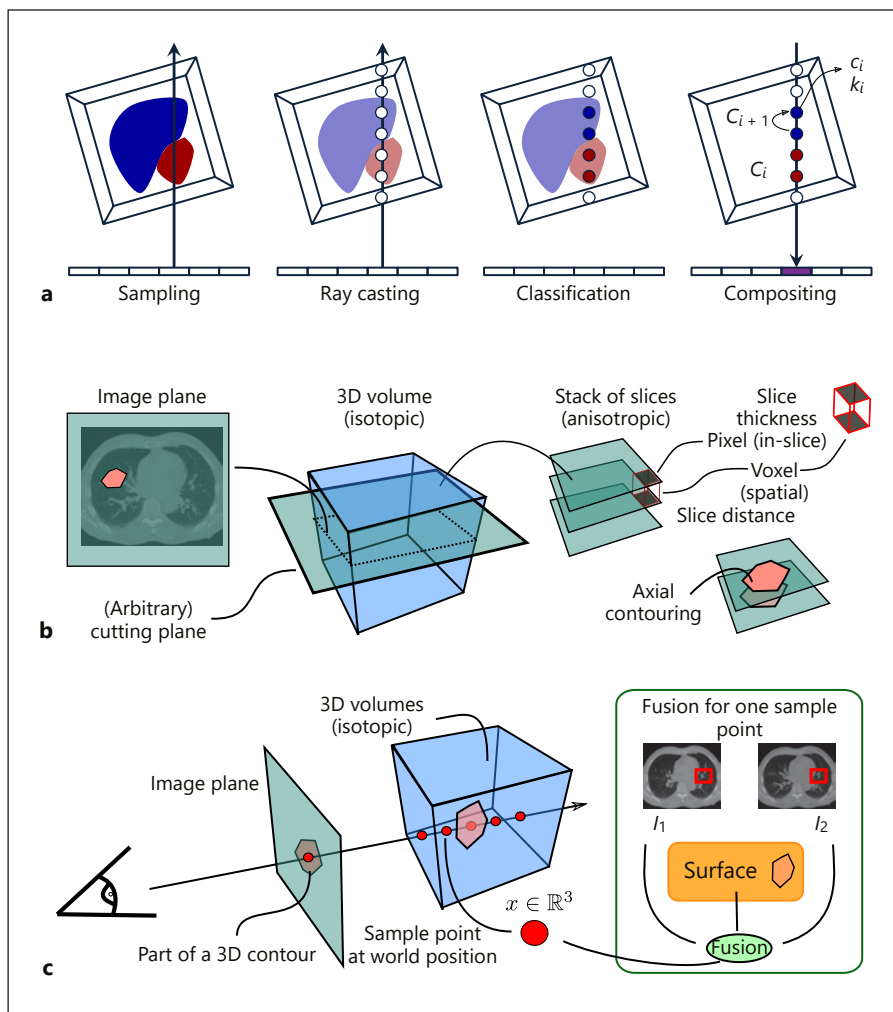 c_i
k_i
C_{i + 1}
C_i
Sampling
Ray casting
Classification
Compositing
a
Image plane
3D volume
(isotopic)
Stack of slices
(anisotropic)
Slice
thickness
Pixel (in-slice)
Voxel
(spatial)
Slice distance
(Arbitrary)
cutting plane
Axial
contouring
b
3D volumes
(isotopic)
Image plane
Fusion for one sample
point
I_1
I_2
Surface
x ∈ ℝ^3
Fusion
Part of a 3D contour
Sample point
at world position
c